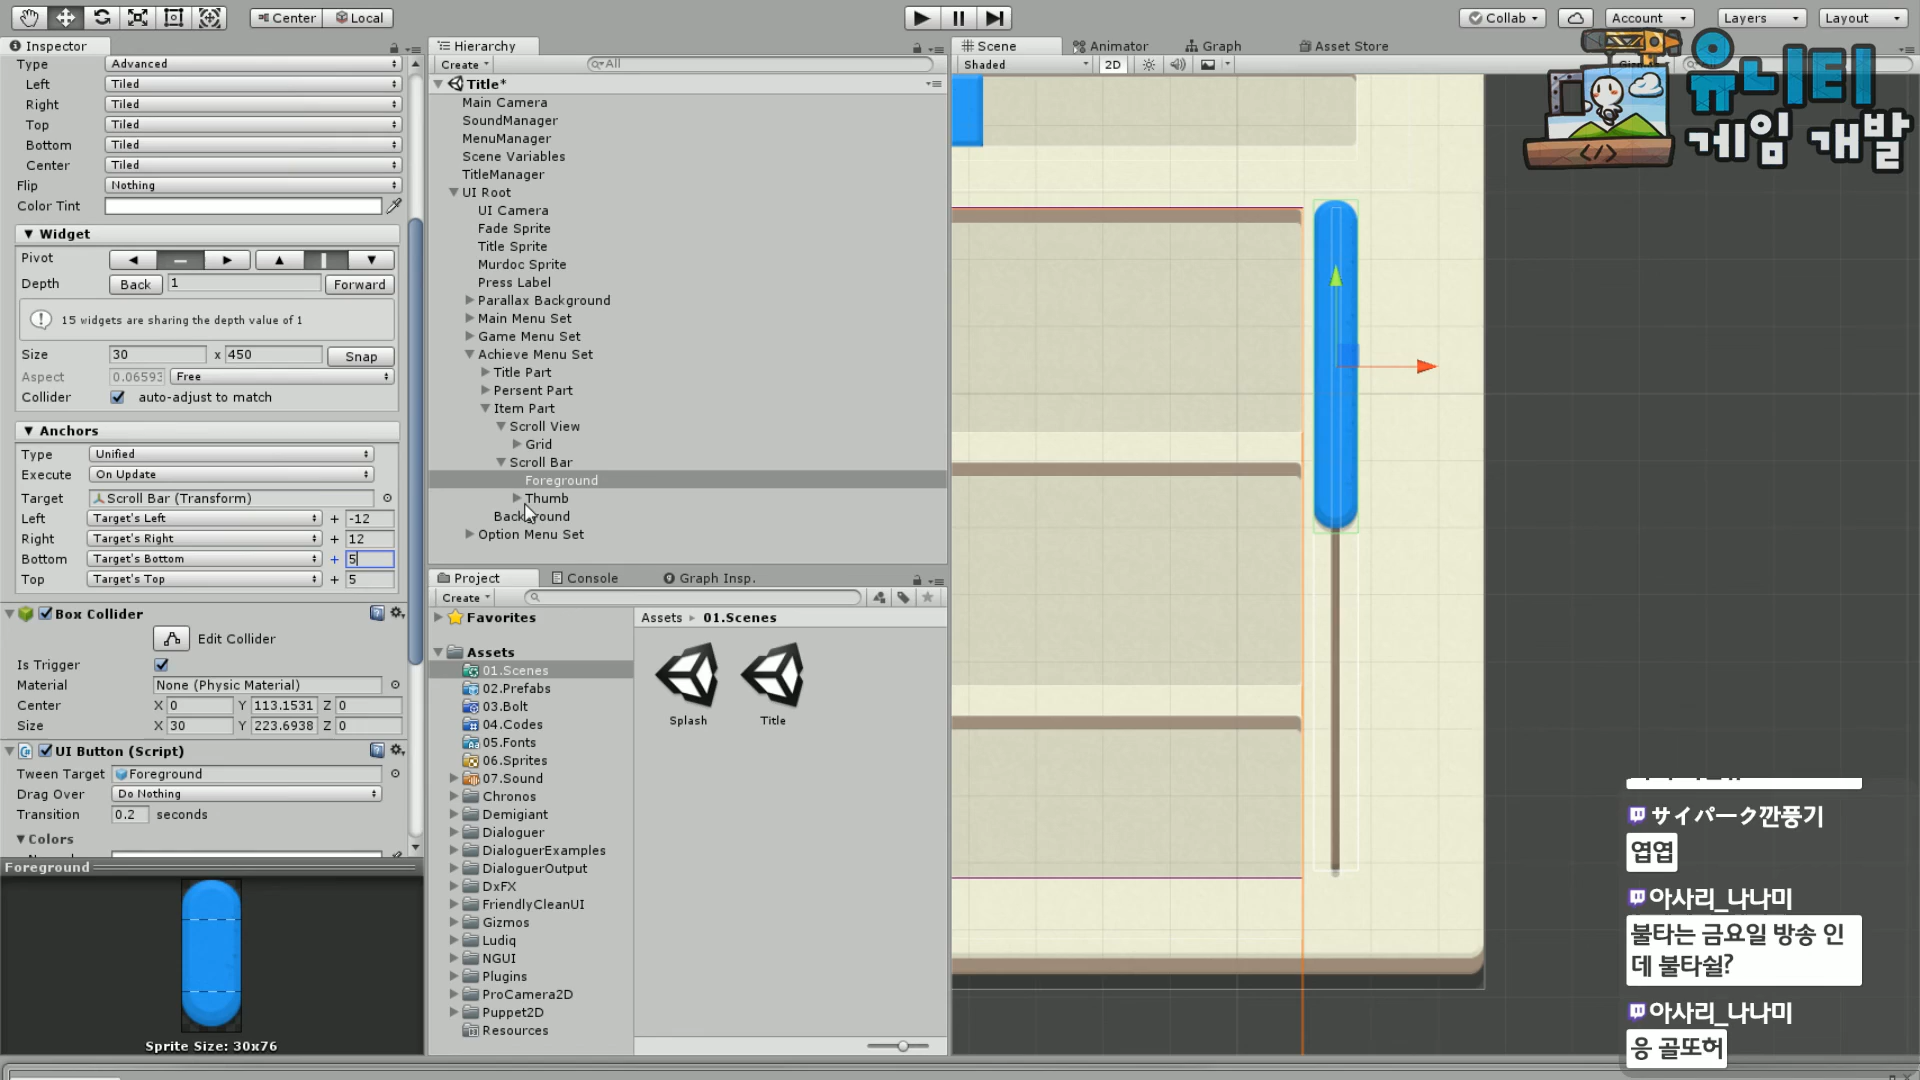 Center
Local
Collab
Account
Layers
Layout
Inspector
Type
Advanced
Left
Tiled
Right
Tiled
Top
Tiled
Bottom
Tiled
Center
Tiled
Flip
Nothing
Color Tint
Widget
Pivot
Depth
Back
1
Forward
15 widgets are sharing the depth value of 1
Size
30
x 450
Snap
Aspect
0.06593
Free
Collider
auto-adjust to match
Anchors
Type
Unified
Execute
On Update
Target
Scroll Bar (Transform)
Left
Target's Left
+ -12
Right
Target's Right
+ 12
Bottom
Target's Bottom
+ 5
Top
Target's Top
+ 5
Box Collider
Edit Collider
Is Trigger
Material
None (Physic Material)
Center
X 0
Y 113.1531
Z 0
Size
X 30
Y 223.6938
Z 0
UI Button (Script)
Tween Target
Foreground
Drag Over
Do Nothing
Transition
0.2
seconds
Colors
Foreground
Sprite Size: 30x76
Hierarchy
Create
All
Title*
Main Camera
SoundManager
MenuManager
Scene Variables
TitleManager
UI Root
UI Camera
Fade Sprite
Title Sprite
Murdoc Sprite
Press Label
Parallax Background
Main Menu Set
Game Menu Set
Achieve Menu Set
Title Part
Persent Part
Item Part
Scroll View
Grid
Scroll Bar
Foreground
Thumb
Background
Option Menu Set
Project
Console
Graph Insp.
Create
Favorites
Assets
01.Scenes
02.Prefabs
03.Bolt
04.Codes
05.Fonts
06.Sprites
07.Sound
Chronos
Demigiant
Dialoguer
DialoguerExamples
DialoguerOutput
DxFX
FriendlyCleanUI
Gizmos
Ludiq
NGUI
Plugins
ProCamera2D
Puppet2D
Resources
Assets ▸ 01.Scenes
Splash
Title
Scene
Animator
Graph
Asset Store
Shaded
2D
유니티
게임 개발
</>
サイパーク깐풍기
엽엽
아사리_나나미
불타는 금요일 방송 인
데 불타쉴?
아사리_나나미
응 골또허